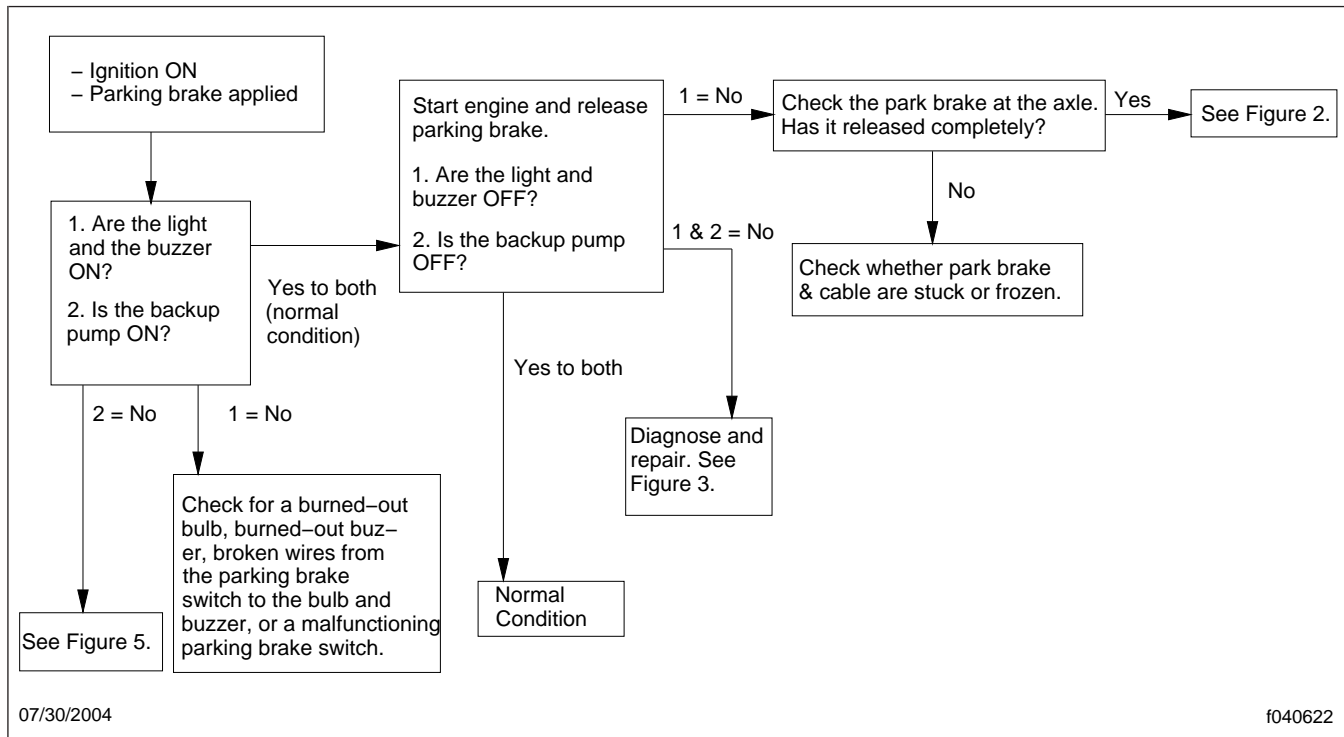 – Ignition ON
– Parking brake applied
1. Are the light
and the buzzer
ON?
2. Is the backup
pump ON?
Yes to both
(normal
condition)
2 = No
1 = No
See Figure 5.
Check for a burned–out
bulb, burned–out buz–
er, broken wires from
the parking brake
switch to the bulb and
buzzer, or a malfunctioning
parking brake switch.
Start engine and release
parking brake.
1. Are the light and
buzzer OFF?
2. Is the backup pump
OFF?
1 = No
1 & 2 = No
Yes to both
Normal
Condition
Diagnose and
repair. See
Figure 3.
Check the park brake at the axle.
Has it released completely?
Yes
See Figure 2.
No
Check whether park brake
& cable are stuck or frozen.
07/30/2004
f040622